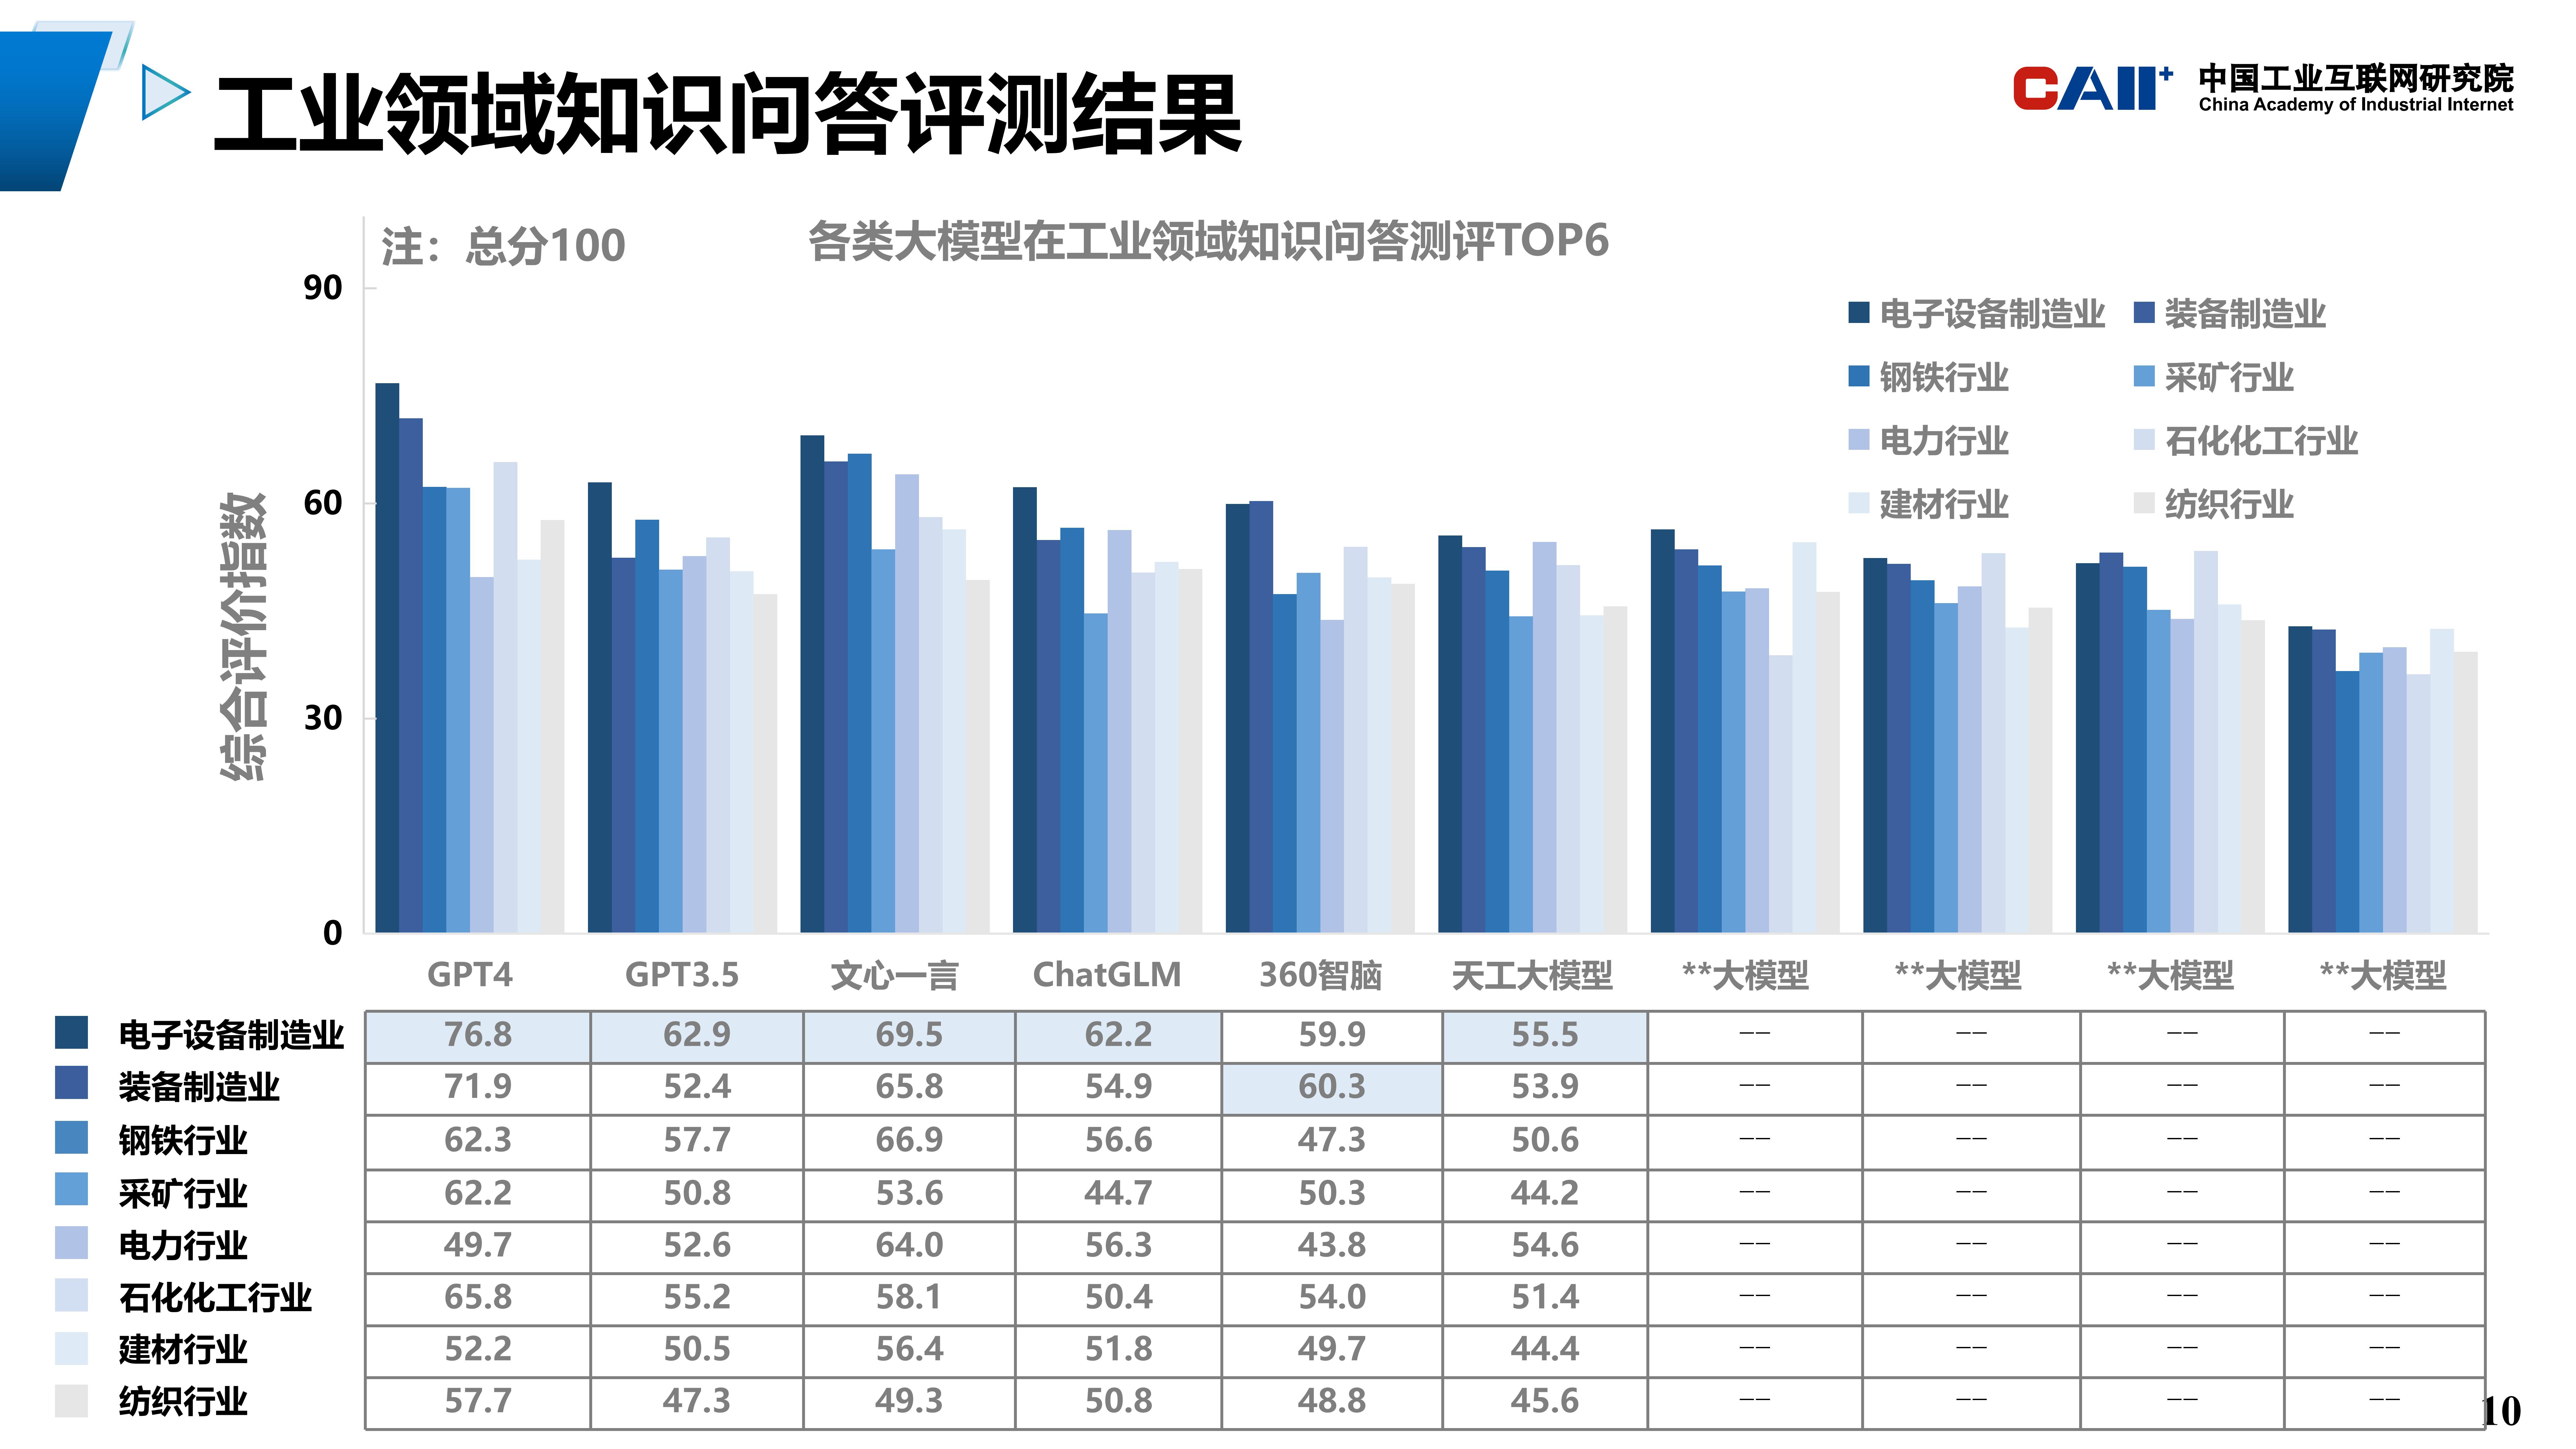 工业领域知识问答评测结果
CAII+ 中国工业互联网研究院
China Academy of Industrial Internet
注：总分100
各类大模型在工业领域知识问答测评TOP6
综合评价指数
90
60
30
0
电子设备制造业 装备制造业
钢铁行业 采矿行业
电力行业 石化化工行业
建材行业 纺织行业
GPT4 GPT3.5 文心一言 ChatGLM 360智脑 天工大模型 **大模型 **大模型 **大模型 **大模型
电子设备制造业 76.8 62.9 69.5 62.2 59.9 55.5 —— —— —— ——
装备制造业 71.9 52.4 65.8 54.9 60.3 53.9 —— —— —— ——
钢铁行业 62.3 57.7 66.9 56.6 47.3 50.6 —— —— —— ——
采矿行业 62.2 50.8 53.6 44.7 50.3 44.2 —— —— —— ——
电力行业 49.7 52.6 64.0 56.3 43.8 54.6 —— —— —— ——
石化化工行业 65.8 55.2 58.1 50.4 54.0 51.4 —— —— —— ——
建材行业 52.2 50.5 56.4 51.8 49.7 44.4 —— —— —— ——
纺织行业 57.7 47.3 49.3 50.8 48.8 45.6 —— —— —— ——
10